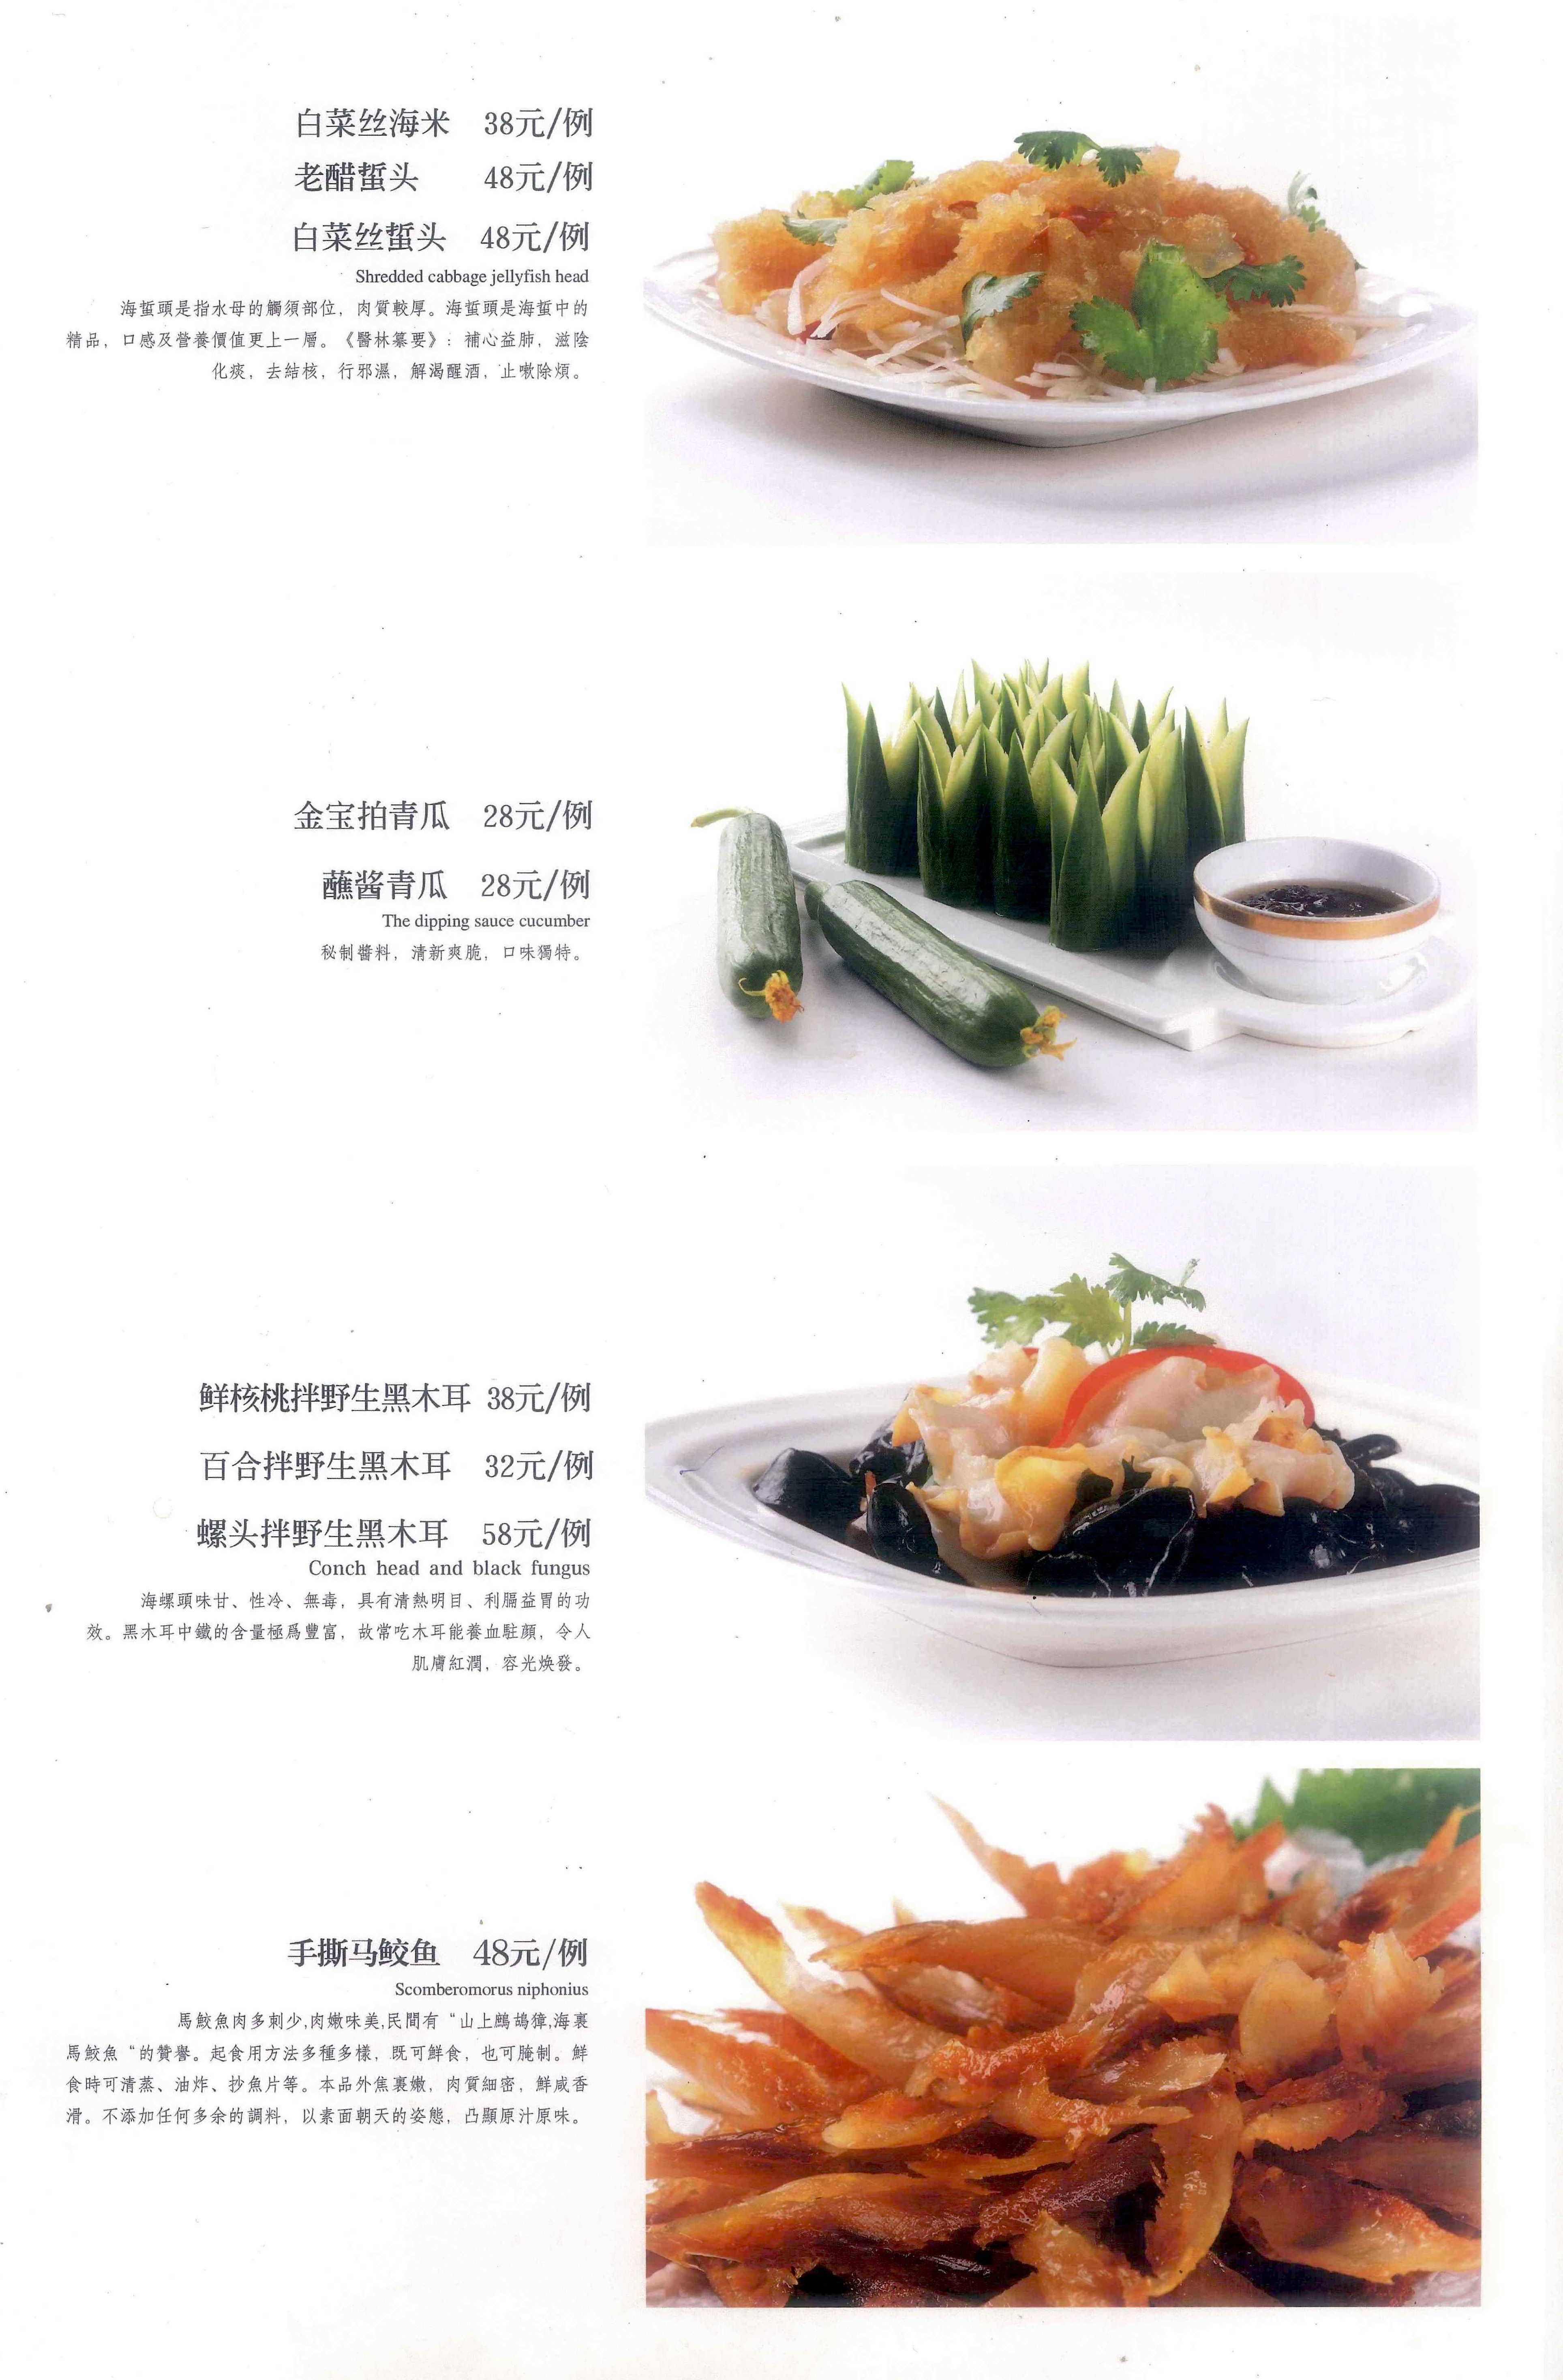 白菜丝海米 38元/例
老醋蜇头 48元/例
白菜丝蜇头 48元/例
Shredded cabbage jellyfish head
海蜇頭是指水母的觸須部位，肉質較厚。海蜇頭是海蜇中的
精品，口感及營養價值更上一層。《醫林纂要》：補心益肺，滋陰
化痰，去結核，行邪濕，解渴醒酒，止嗽除煩。
金宝拍青瓜 28元/例
蘸酱青瓜 28元/例
The dipping sauce cucumber
秘制醬料，清新爽脆，口味獨特。
鲜核桃拌野生黑木耳 38元/例
百合拌野生黑木耳 32元/例
螺头拌野生黑木耳 58元/例
Conch head and black fungus
海螺頭味甘、性冷、無毒，具有清熱明目、利膈益胃的功
效。黑木耳中鐵的含量極爲豐富，故常吃木耳能養血駐顔，令人
肌膚紅潤，容光焕發。
手撕马鲛鱼 48元/例
Scomberomorus niphonius
馬鮫魚肉多刺少,肉嫩味美,民間有“山上鷓鴣獐,海裏
馬鮫魚“的贊譽。起食用方法多種多樣，既可鮮食，也可腌制。鮮
食時可清蒸、油炸、抄魚片等。本品外焦裏嫩，肉質細密，鮮咸香
滑。不添加任何多余的調料，以素面朝天的姿態，凸顯原汁原味。